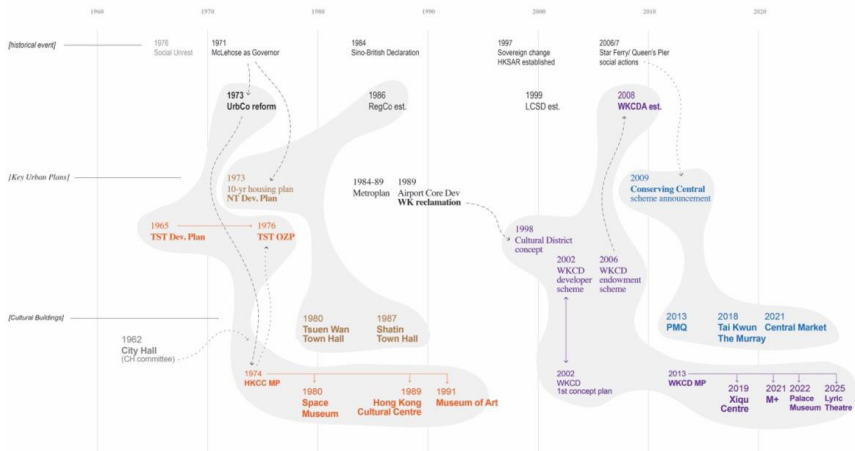 1960
1970
1980
1990
2000
2010
2020
[historical event]
1976
Social Unrest
1971
McLehose as Governor
1984
Sino-British Declaration
1997
Sovereign change
HKSAR established
2006/7
Star Ferry/ Queen's Pier
social actions
1973
UrbCo reform
1986
RegCo est.
1999
LCSD est.
2008
WKCDA est.
[Key Urban Plans]
1973
10-yr housing plan
NT Dev. Plan
1984-89
Metroplan
1989
Airport Core Dev
WK reclamation
2009
Conserving Central
scheme announcement
1965
TST Dev. Plan
1976
TST OZP
1998
Cultural District
concept
2002
WKCD
developer
scheme
2006
WKCD
endowment
scheme
[Cultural Buildings]
1962
City Hall
(CH committee)
1980
Tsuen Wan
Town Hall
1987
Shatin
Town Hall
2013
PMQ
2018
Tai Kwun
The Murray
2021
Central Market
1974
HKCC MP
1980
Space
Museum
1989
Hong Kong
Cultural Centre
1991
Museum of Art
2002
WKCD
1st concept plan
2013
WKCD MP
2019
Xiqu
Centre
2021
M+
2022
Palace
Museum
2025
Lyric
Theatre